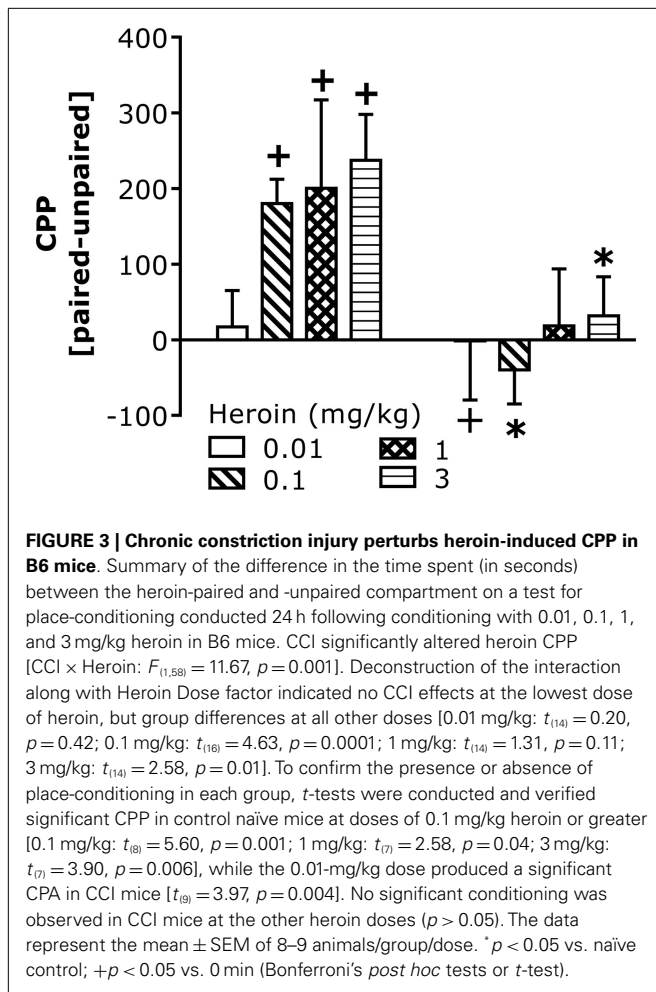 400
300
200
100
0
-100
CPP
[paired-unpaired]
+
+
+
+
*
*
Heroin (mg/kg)
0.01
0.1
1
3
FIGURE 3 | Chronic constriction injury perturbs heroin-induced CPP in
B6 mice. Summary of the difference in the time spent (in seconds)
between the heroin-paired and -unpaired compartment on a test for
place-conditioning conducted 24 h following conditioning with 0.01, 0.1, 1,
and 3 mg/kg heroin in B6 mice. CCI significantly altered heroin CPP
[CCI × Heroin: F(1,58) = 11.67, p = 0.001]. Deconstruction of the interaction
along with Heroin Dose factor indicated no CCI effects at the lowest dose
of heroin, but group differences at all other doses [0.01 mg/kg: t(14) = 0.20,
p = 0.42; 0.1 mg/kg: t(16) = 4.63, p = 0.0001; 1 mg/kg: t(14) = 1.31, p = 0.11;
3 mg/kg: t(14) = 2.58, p = 0.01]. To confirm the presence or absence of
place-conditioning in each group, t-tests were conducted and verified
significant CPP in control naïve mice at doses of 0.1 mg/kg heroin or greater
[0.1 mg/kg: t(8) = 5.60, p = 0.001; 1 mg/kg: t(7) = 2.58, p = 0.04; 3 mg/kg:
t(7) = 3.90, p = 0.006], while the 0.01-mg/kg dose produced a significant
CPA in CCI mice [t(9) = 3.97, p = 0.004]. No significant conditioning was
observed in CCI mice at the other heroin doses (p > 0.05). The data
represent the mean ± SEM of 8–9 animals/group/dose. *p < 0.05 vs. naïve
control; +p < 0.05 vs. 0 min (Bonferroni's post hoc tests or t-test).